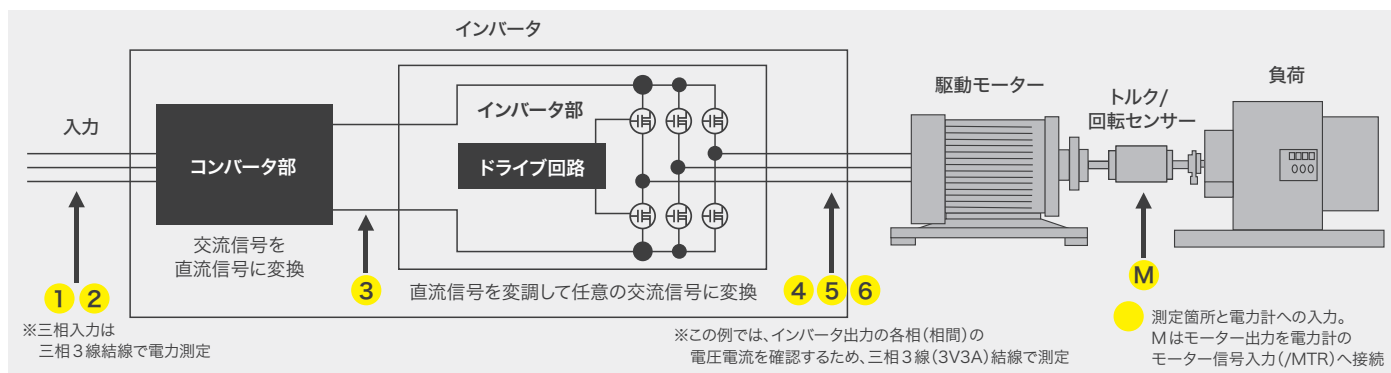 インバータ
入力
コンバータ部
交流信号を
直流信号に変換
インバータ部
ドライブ回路
直流信号を変調して任意の交流信号に変換
駆動モーター
トルク/
回転センサー
負荷
1 2
3
4 5 6
M
※三相入力は
三相3線結線で電力測定
※この例では、インバータ出力の各相(相間)の
電圧電流を確認するため、三相3線(3V3A)結線で測定
測定箇所と電力計への入力。
Mはモーター出力を電力計の
モーター信号入力(/MTR)へ接続